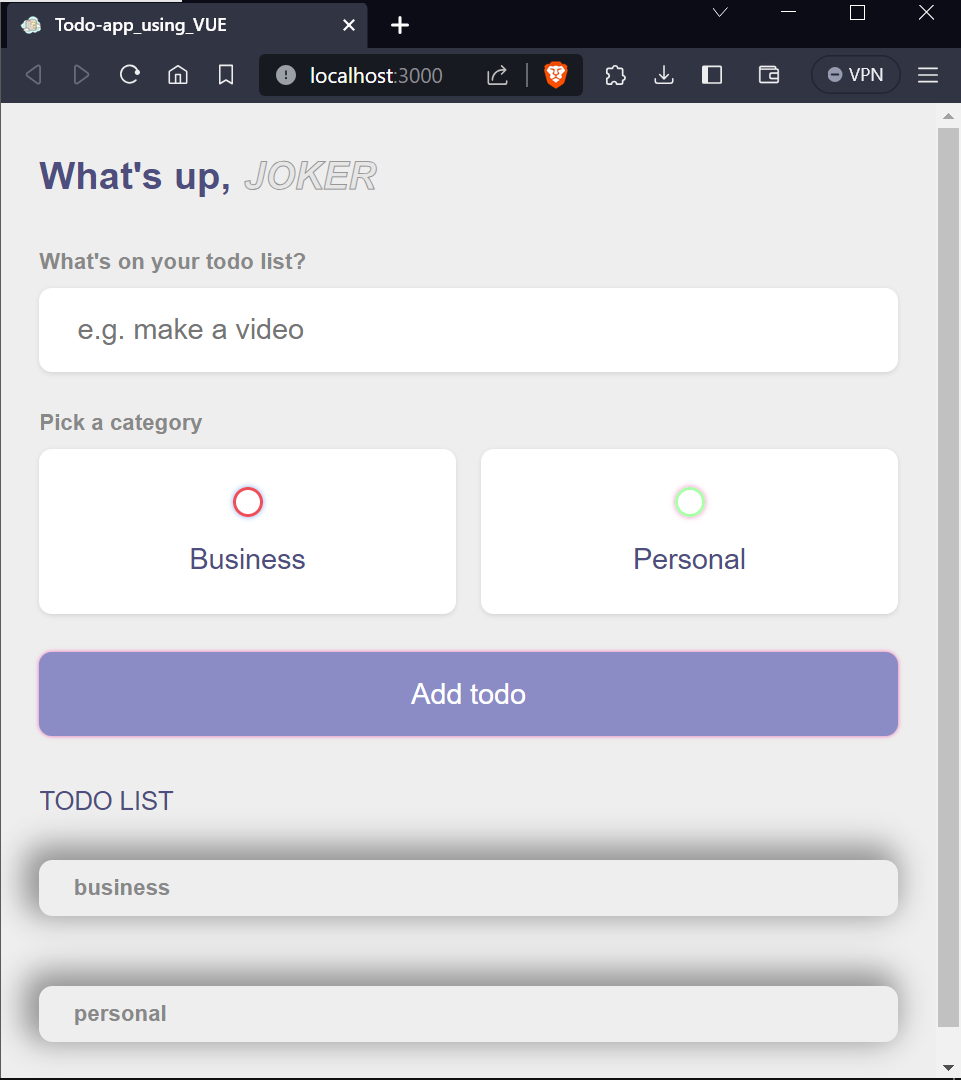 Todo-app_using_VUE
localhost:3000
VPN
What's up, JOKER
What's on your todo list?
e.g. make a video
Pick a category
Business
Personal
Add todo
TODO LIST
business
personal